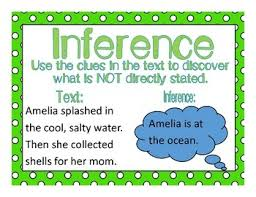 Inference
Use the clues in the text to discover
what is NOT directly stated.
Text:
Amelia splashed in
the cool, salty water.
Then she collected
shells for her mom.
Inference:
Amelia is at
the ocean.